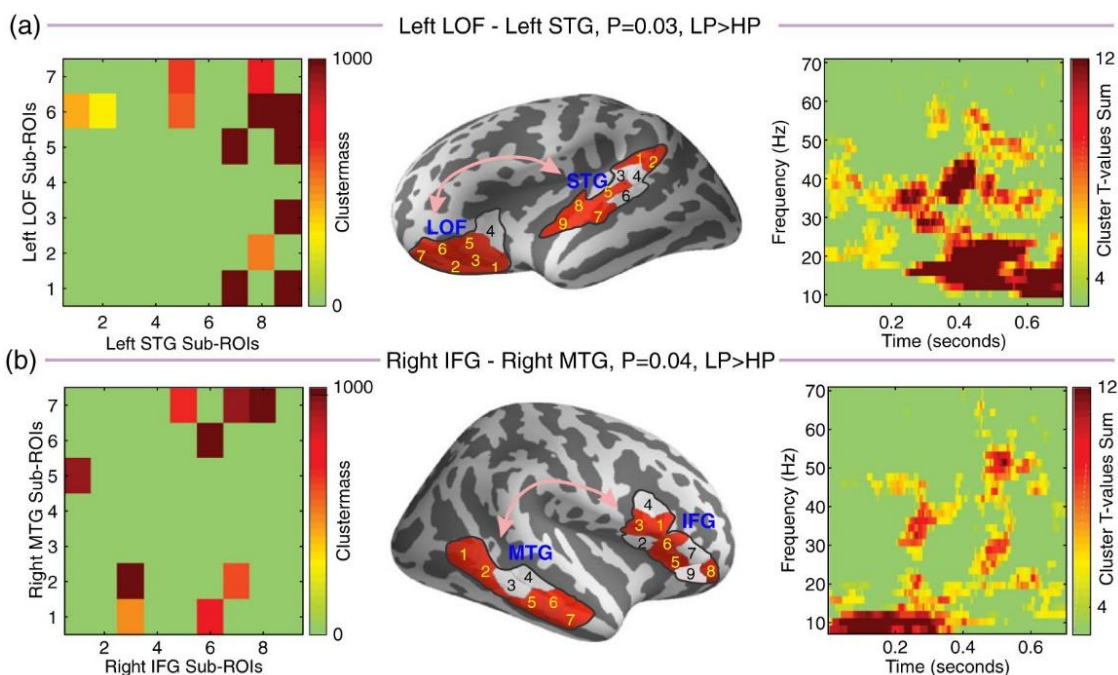 (a) Left LOF - Left STG, P=0.03, LP>HP
Left LOF Sub-ROIs
7
6
5
3
2
1
2 4 6 8
Left STG Sub-ROIs
1000
0
Clustermass
STG
1 2
3 4
5 6
8 7
9
LOF
4
5
6
7 3
2 1
Frequency (Hz)
70
60
50
40
30
20
10
0.2 0.4 0.6
Time (seconds)
12
4
Cluster T-values Sum
(b) Right IFG - Right MTG, P=0.04, LP>HP
Right MTG Sub-ROIs
7
6
5
3
2
1
2 4 6 8
Right IFG Sub-ROIs
1000
0
Clustermass
MTG
1
2 3 4
5 6
7
IFG
4
3 1
2 6 7
5 9 8
Frequency (Hz)
70
60
50
40
30
20
10
0.2 0.4 0.6
Time (seconds)
12
4
Cluster T-values Sum